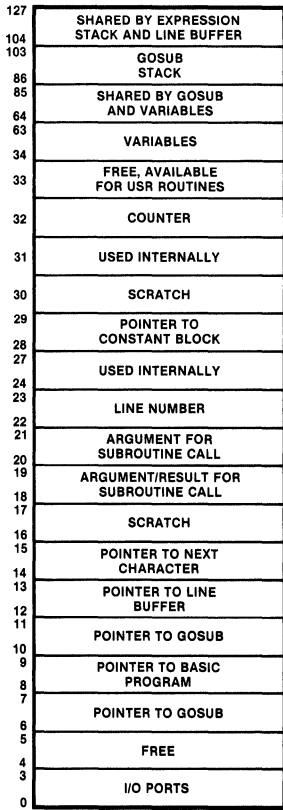 127
SHARED BY EXPRESSION
STACK AND LINE BUFFER
104
103
GOSUB
STACK
86
85
SHARED BY GOSUB
AND VARIABLES
64
63
VARIABLES
34
33
FREE, AVAILABLE
FOR USR ROUTINES
32
COUNTER
31
USED INTERNALLY
30
SCRATCH
29
POINTER TO
CONSTANT BLOCK
28
27
USED INTERNALLY
24
23
LINE NUMBER
22
21
ARGUMENT FOR
SUBROUTINE CALL
20
19
ARGUMENT/RESULT FOR
SUBROUTINE CALL
18
17
SCRATCH
16
15
POINTER TO NEXT
CHARACTER
14
13
POINTER TO LINE
BUFFER
12
11
POINTER TO GOSUB
10
9
POINTER TO BASIC
PROGRAM
8
7
POINTER TO GOSUB
6
5
FREE
4
3
I/O PORTS
0